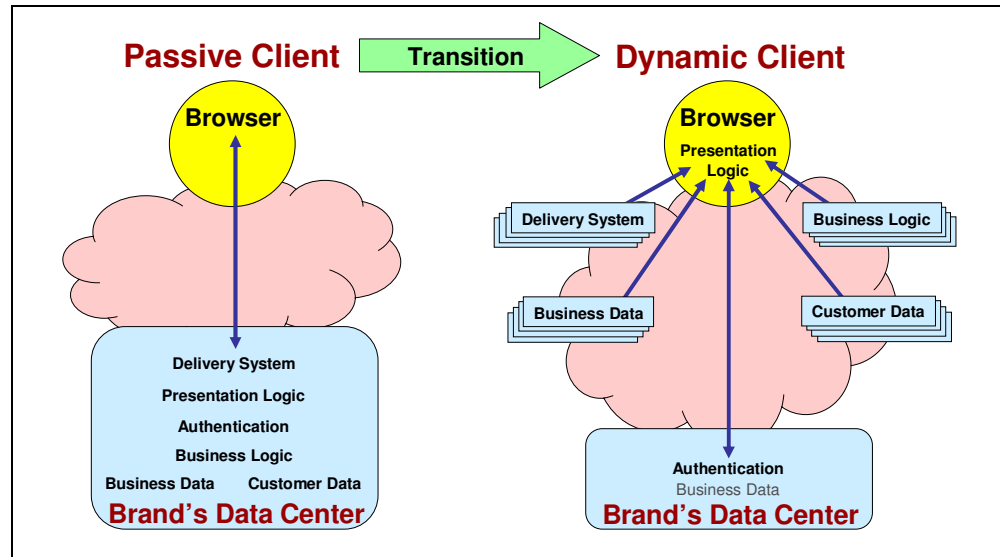 Passive Client
Transition
Dynamic Client
Browser
Delivery System
Presentation Logic
Authentication
Business Logic
Business Data Customer Data
Brand's Data Center
Browser
Presentation
Logic
Delivery System
Business Logic
Business Data
Customer Data
Authentication
Business Data
Brand's Data Center